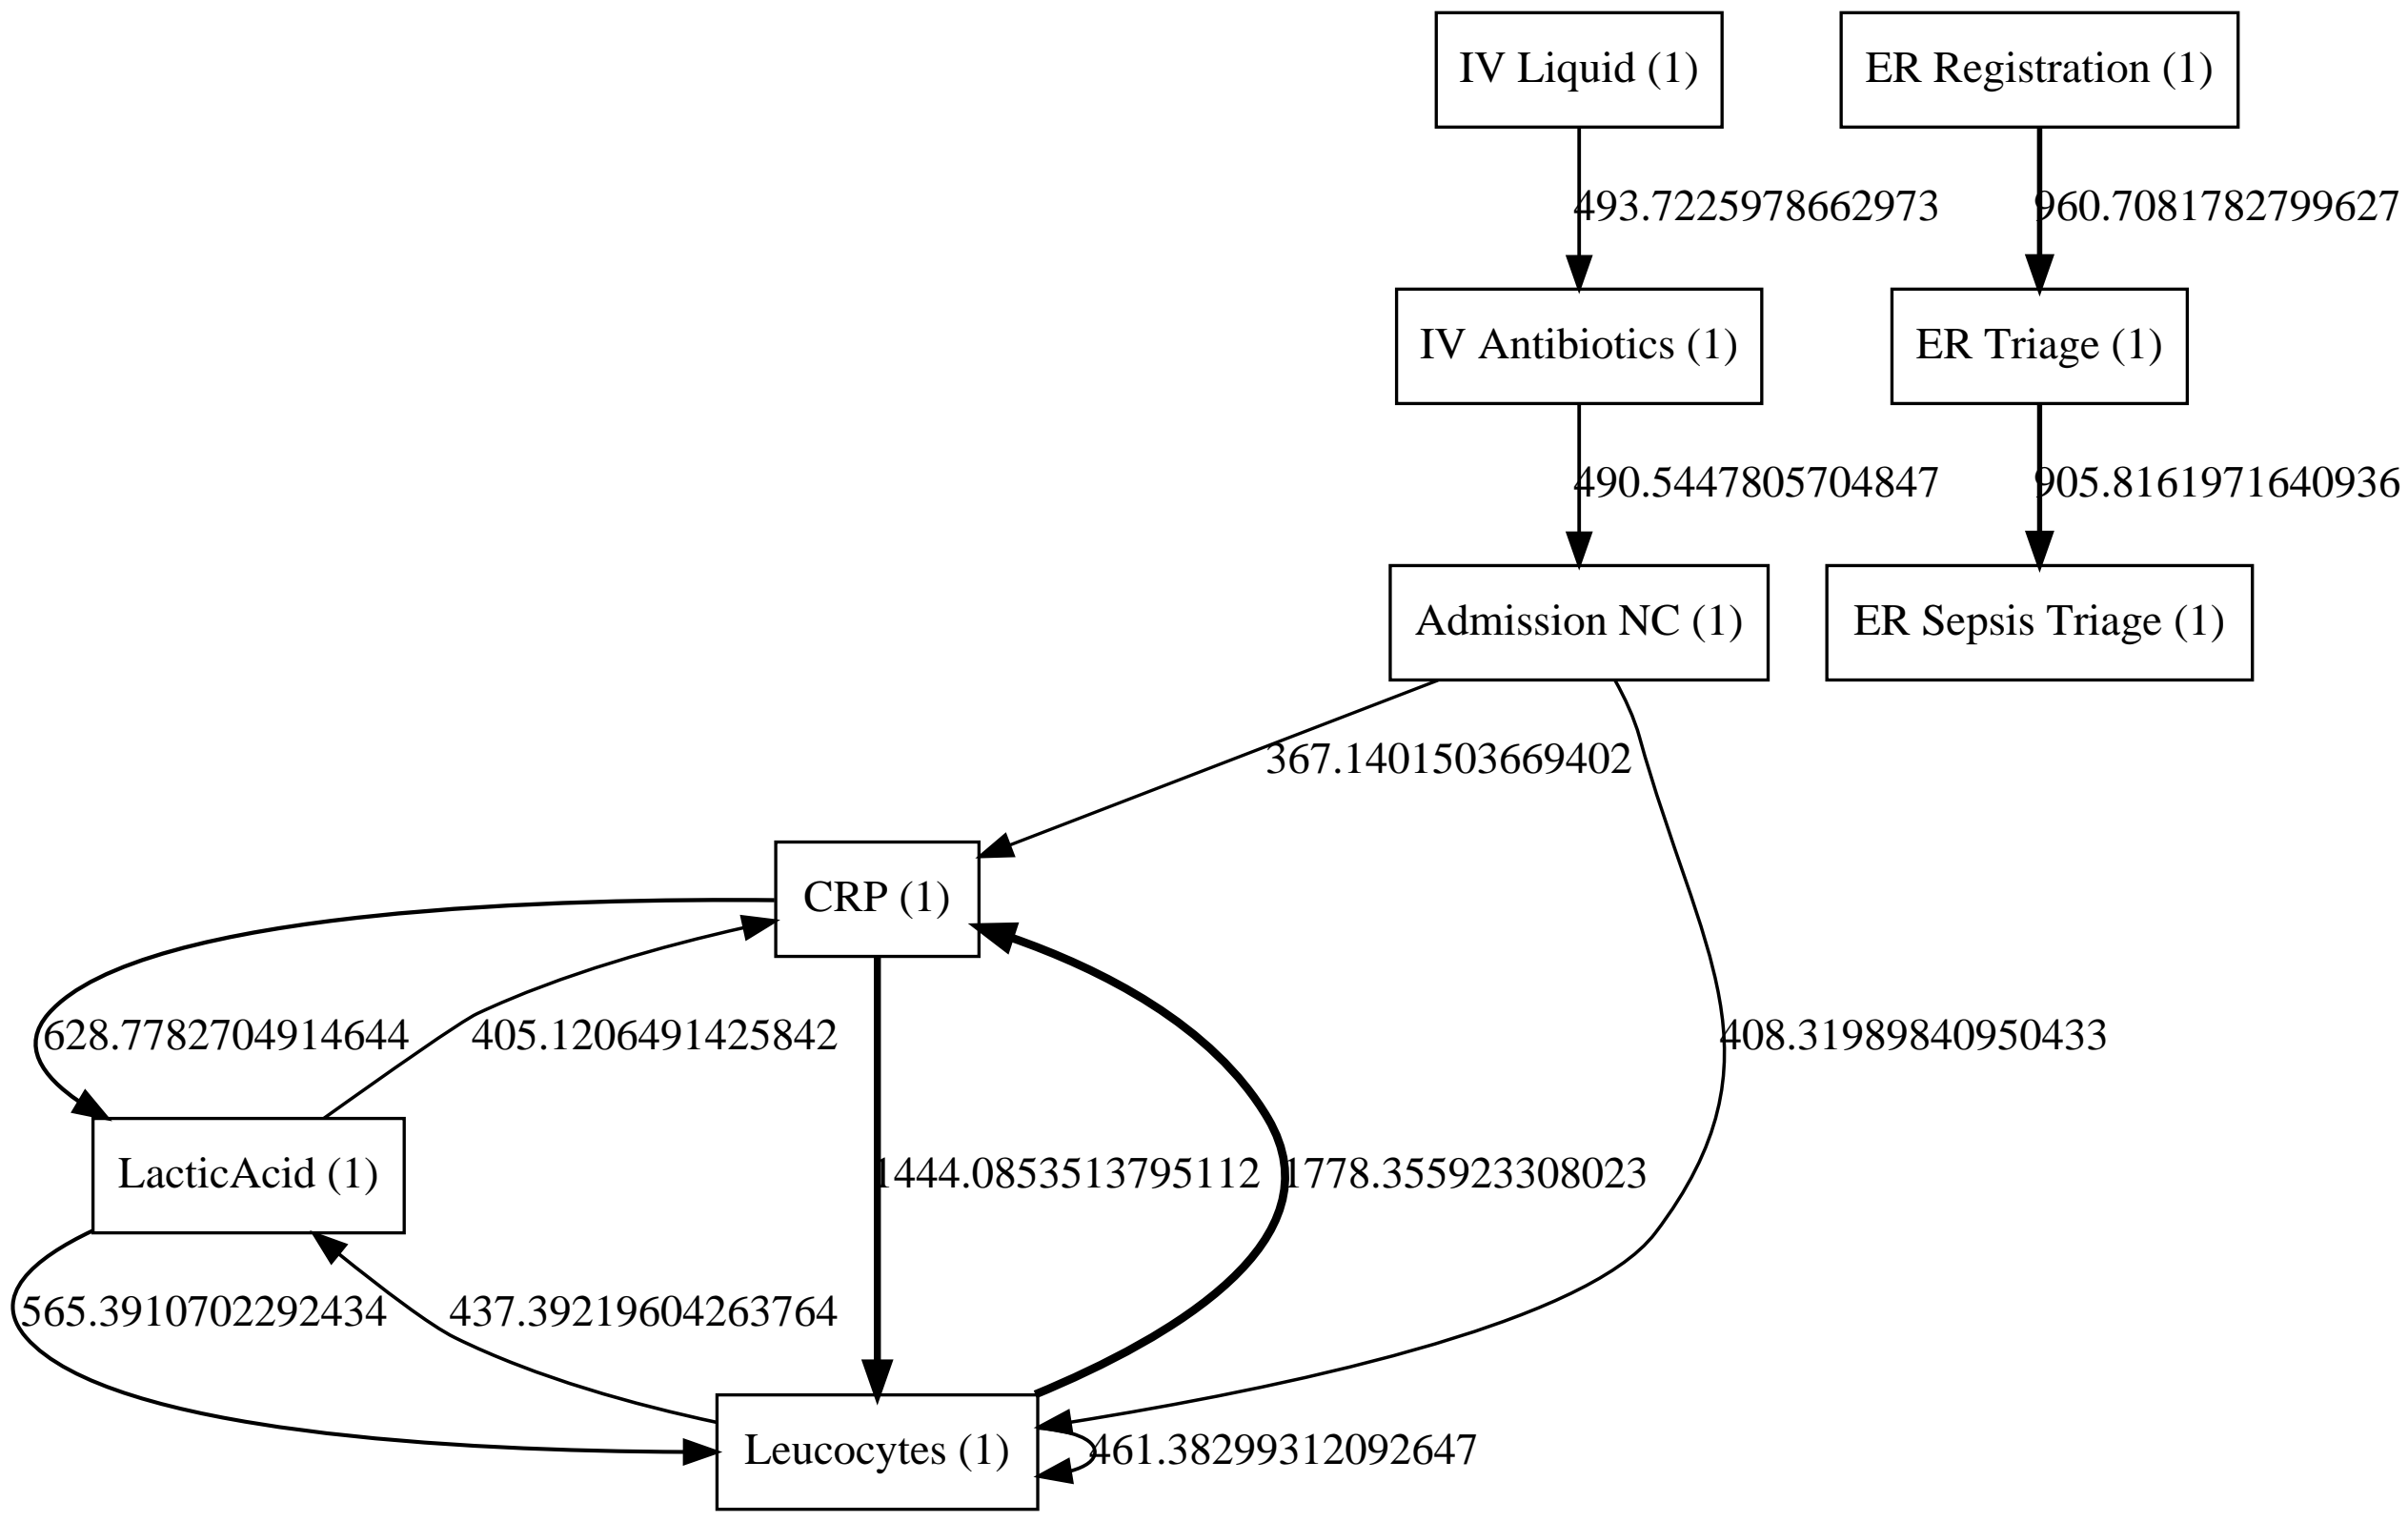 IV Liquid (1)
ER Registration (1)
493.7225978662973
960.7081782799627
IV Antibiotics (1)
ER Triage (1)
490.5447805704847
905.8161971640936
Admission NC (1)
ER Sepsis Triage (1)
367.1401503669402
CRP (1)
628.7782704914644
405.1206491425842
408.31989840950433
LacticAcid (1)
1444.0853513795112
1778.355923308023
565.3910702292434
437.39219604263764
Leucocytes (1)
461.38299312092647